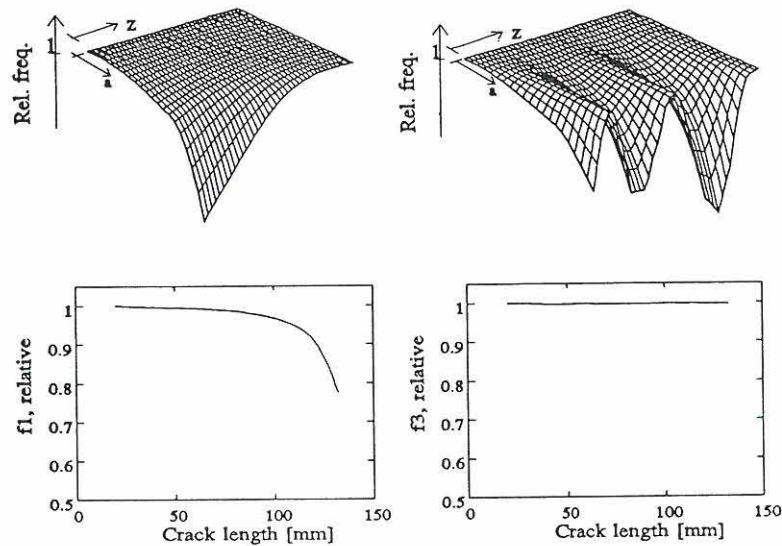 Rel. freq.
1
z
a
Rel. freq.
1
z
a
f1, relative
1
0.9
0.8
0.7
0.6
0.5
0
50
100
150
Crack length [mm]
f3, relative
1
0.9
0.8
0.7
0.6
0.5
0
50
100
150
Crack length [mm]